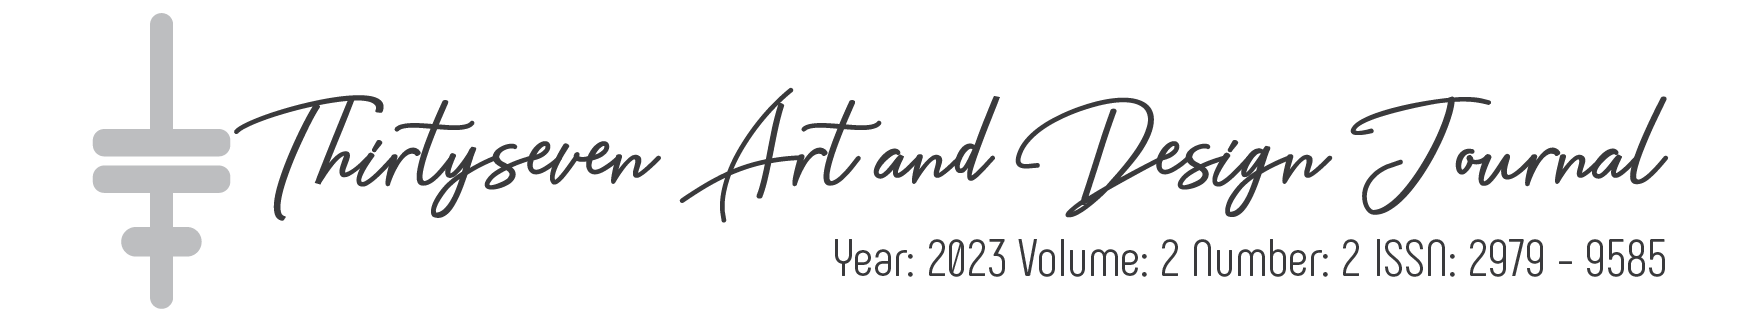 Thirtyseven Art and Design Journal
Year: 2023 Volume: 2 Number: 2 ISSN: 2979 - 9585